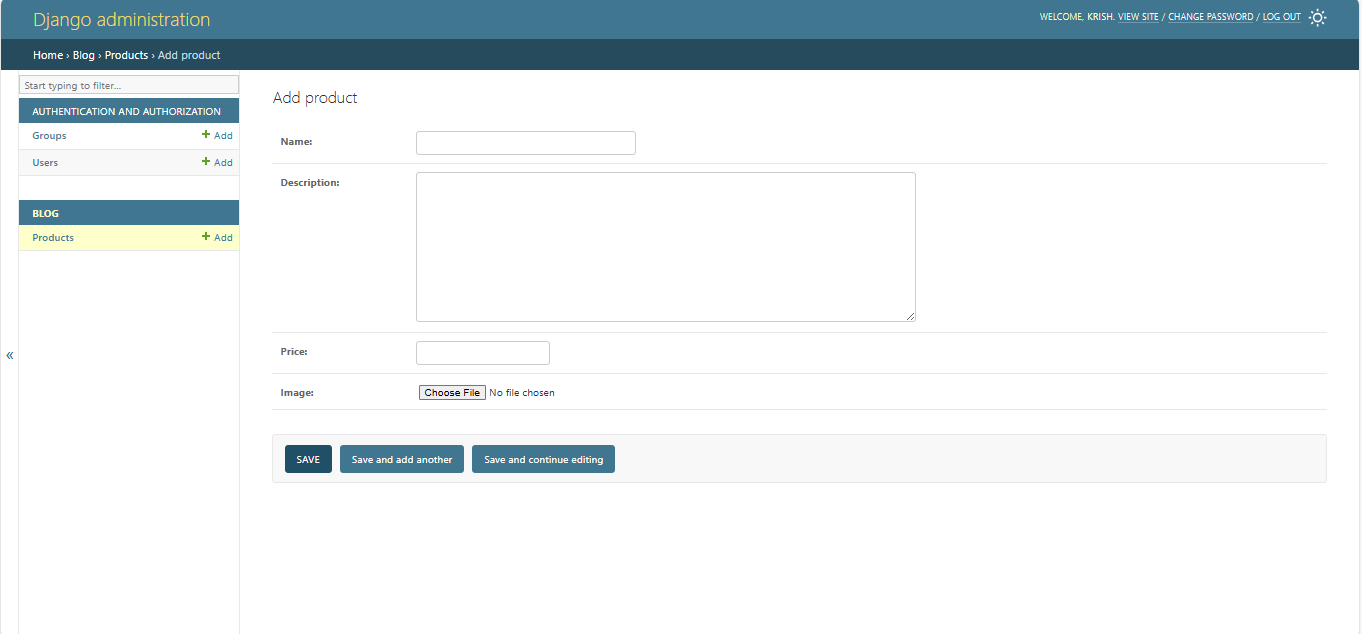 Django administration
WELCOME, KRISH. VIEW SITE / CHANGE PASSWORD / LOG OUT
Home › Blog › Products › Add product
Start typing to filter...
AUTHENTICATION AND AUTHORIZATION
Groups + Add
Users + Add
BLOG
Products + Add
«
Add product
Name:
Description:
Price:
Image: Choose File No file chosen
SAVE Save and add another Save and continue editing